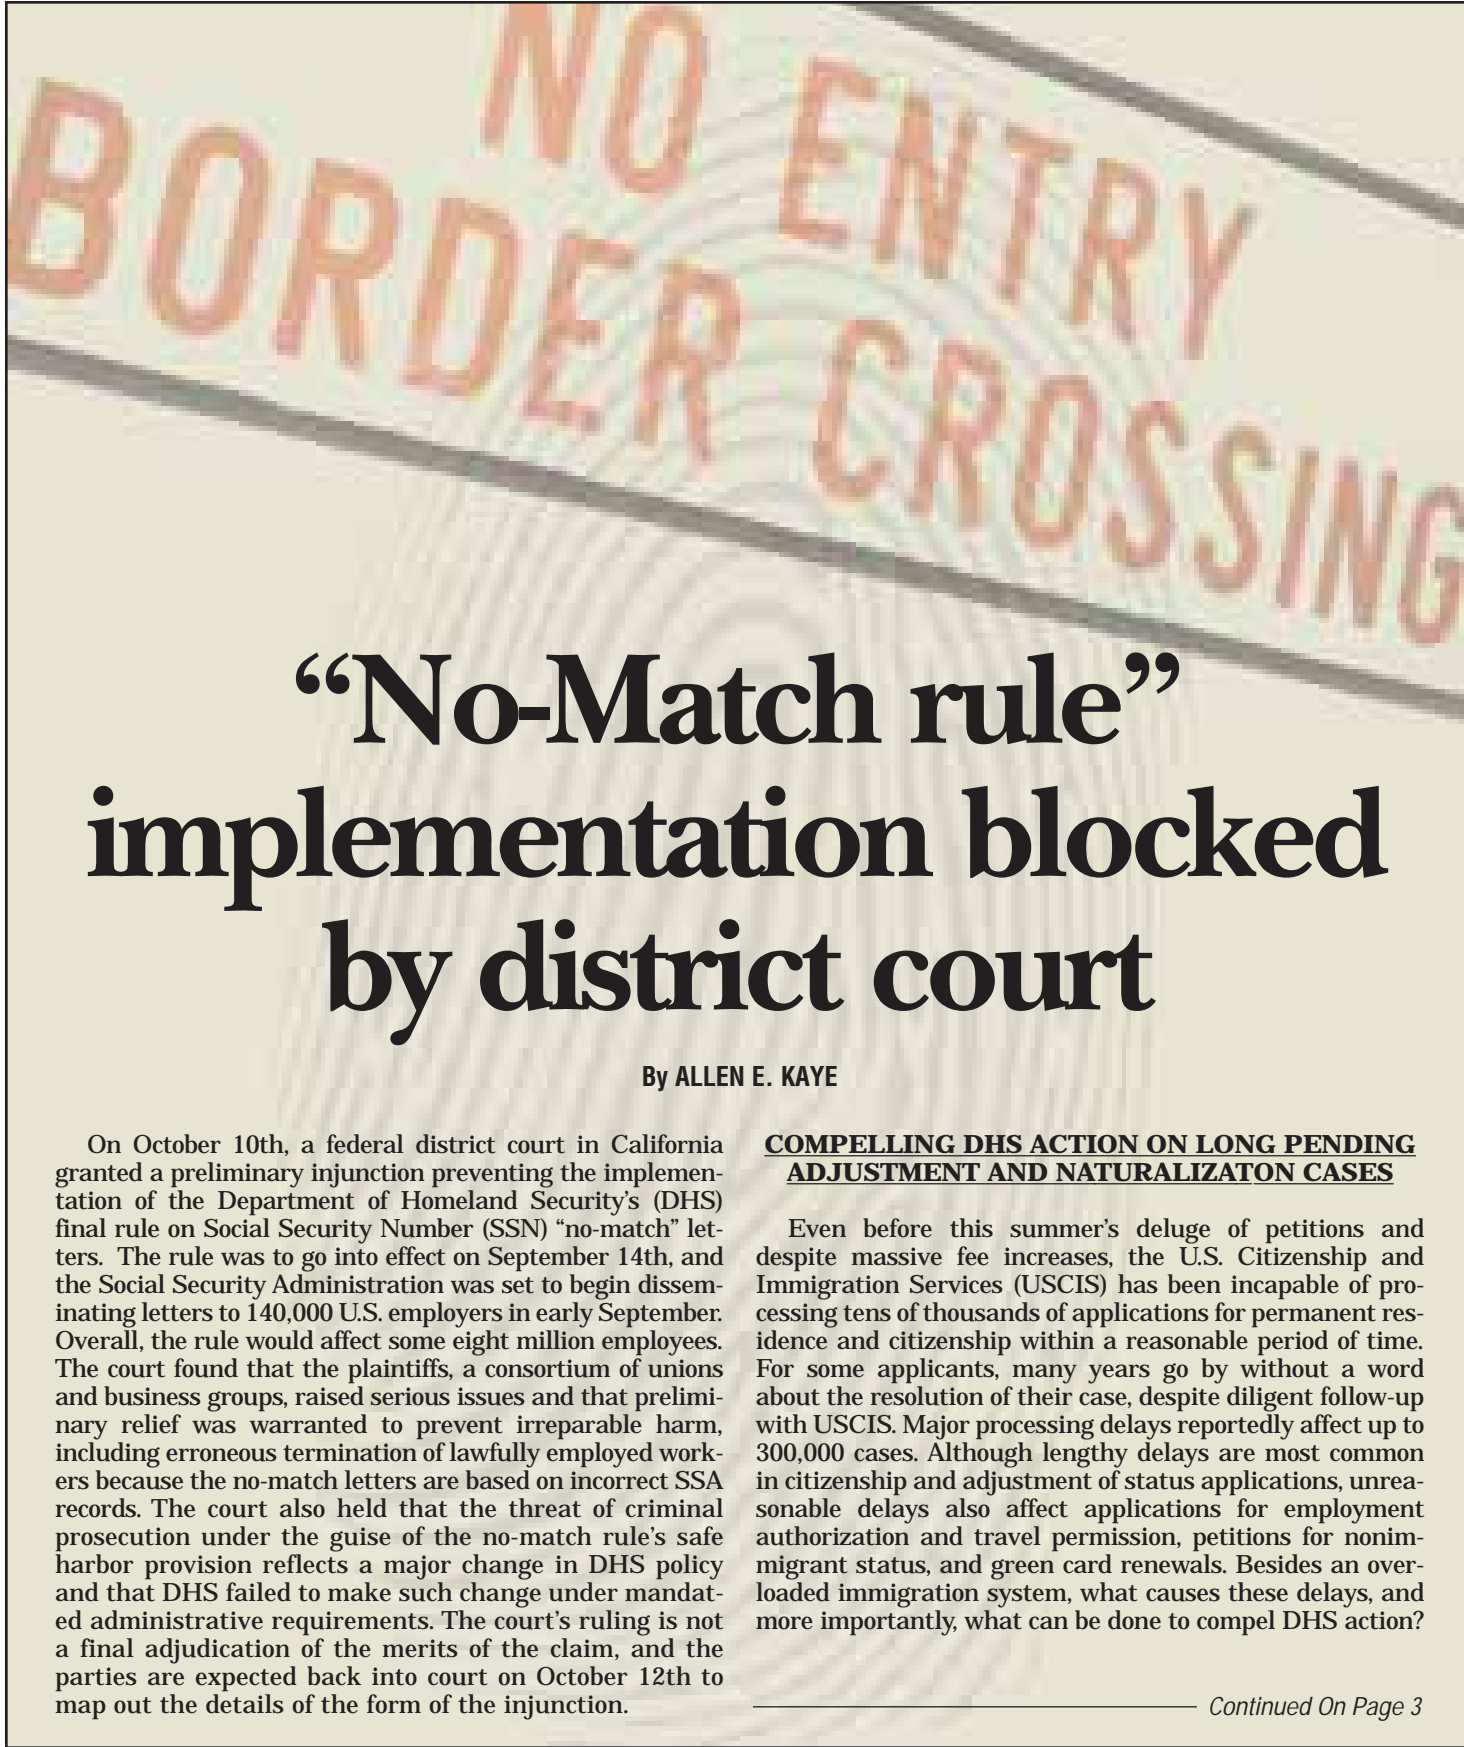 NO ENTRY
BORDER CROSSING
“No-Match rule”
implementation blocked
by district court
By ALLEN E. KAYE
On October 10th, a federal district court in California
granted a preliminary injunction preventing the implemen-
tation of the Department of Homeland Security’s (DHS)
final rule on Social Security Number (SSN) “no-match” let-
ters. The rule was to go into effect on September 14th, and
the Social Security Administration was set to begin dissem-
inating letters to 140,000 U.S. employers in early September.
Overall, the rule would affect some eight million employees.
The court found that the plaintiffs, a consortium of unions
and business groups, raised serious issues and that prelimi-
nary relief was warranted to prevent irreparable harm,
including erroneous termination of lawfully employed work-
ers because the no-match letters are based on incorrect SSA
records. The court also held that the threat of criminal
prosecution under the guise of the no-match rule’s safe
harbor provision reflects a major change in DHS policy
and that DHS failed to make such change under mandat-
ed administrative requirements. The court’s ruling is not
a final adjudication of the merits of the claim, and the
parties are expected back into court on October 12th to
map out the details of the form of the injunction.
COMPELLING DHS ACTION ON LONG PENDING
ADJUSTMENT AND NATURALIZATON CASES
Even before this summer’s deluge of petitions and
despite massive fee increases, the U.S. Citizenship and
Immigration Services (USCIS) has been incapable of pro-
cessing tens of thousands of applications for permanent res-
idence and citizenship within a reasonable period of time.
For some applicants, many years go by without a word
about the resolution of their case, despite diligent follow-up
with USCIS. Major processing delays reportedly affect up to
300,000 cases. Although lengthy delays are most common
in citizenship and adjustment of status applications, unrea-
sonable delays also affect applications for employment
authorization and travel permission, petitions for nonim-
migrant status, and green card renewals. Besides an over-
loaded immigration system, what causes these delays, and
more importantly, what can be done to compel DHS action?
Continued On Page 3